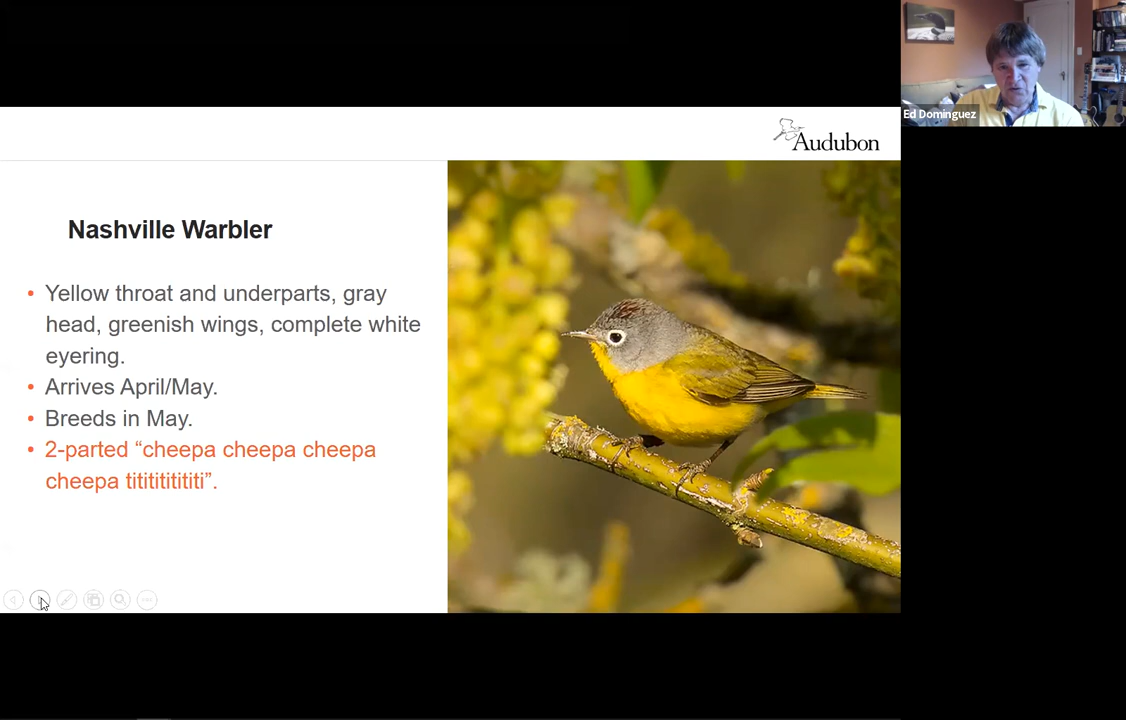 Ed Dominguez
Audubon
Nashville Warbler
• Yellow throat and underparts, gray
head, greenish wings, complete white
eyering.
• Arrives April/May.
• Breeds in May.
• 2-parted “cheepa cheepa cheepa
cheepa titititititititi”.